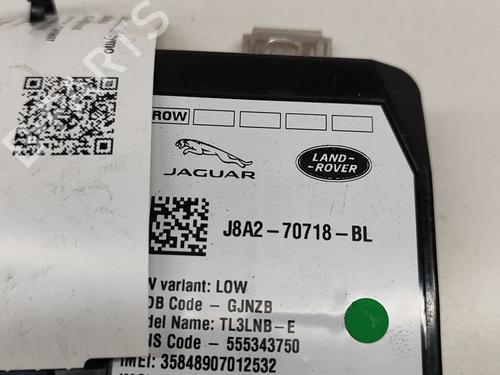 ROW
JAGUAR
LAND-
-ROVER
J8A2-70718-BL
variant: LOW
DB Code - GJNZB
del Name: TL3LNB-E
NS Code - 555343750
IMEI: 35848907012532